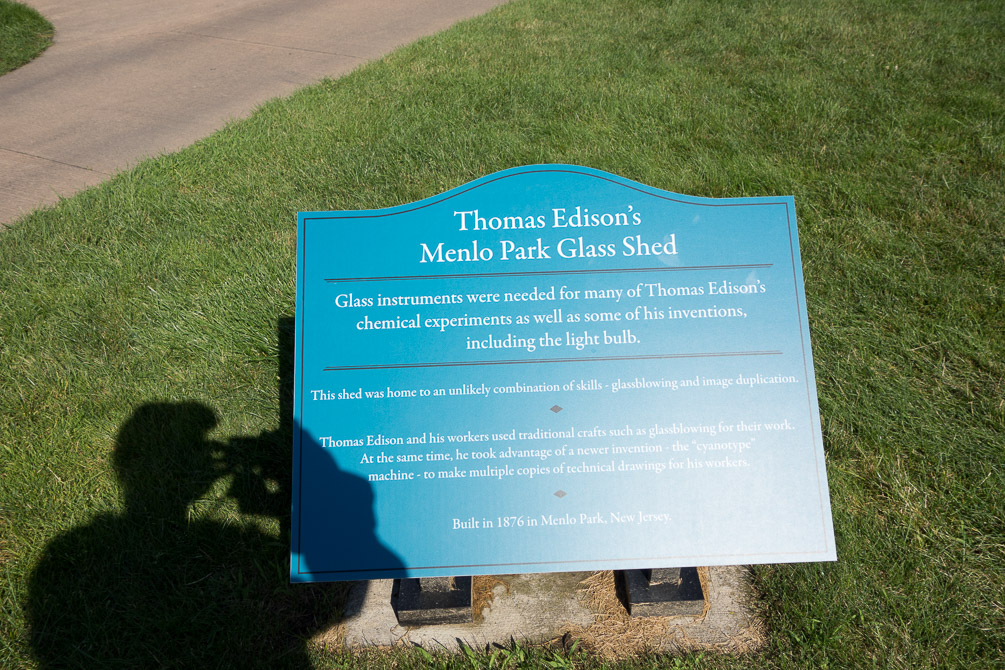 Thomas Edison's
Menlo Park Glass Shed
Glass instruments were needed for many of Thomas Edison's
chemical experiments as well as some of his inventions,
including the light bulb.
This shed was home to an unlikely combination of skills - glassblowing and image duplication.
Thomas Edison and his workers used traditional crafts such as glassblowing for their work.
At the same time, he took advantage of a newer invention - the "cyanotype"
machine - to make multiple copies of technical drawings for his workers.
Built in 1876 in Menlo Park, New Jersey.